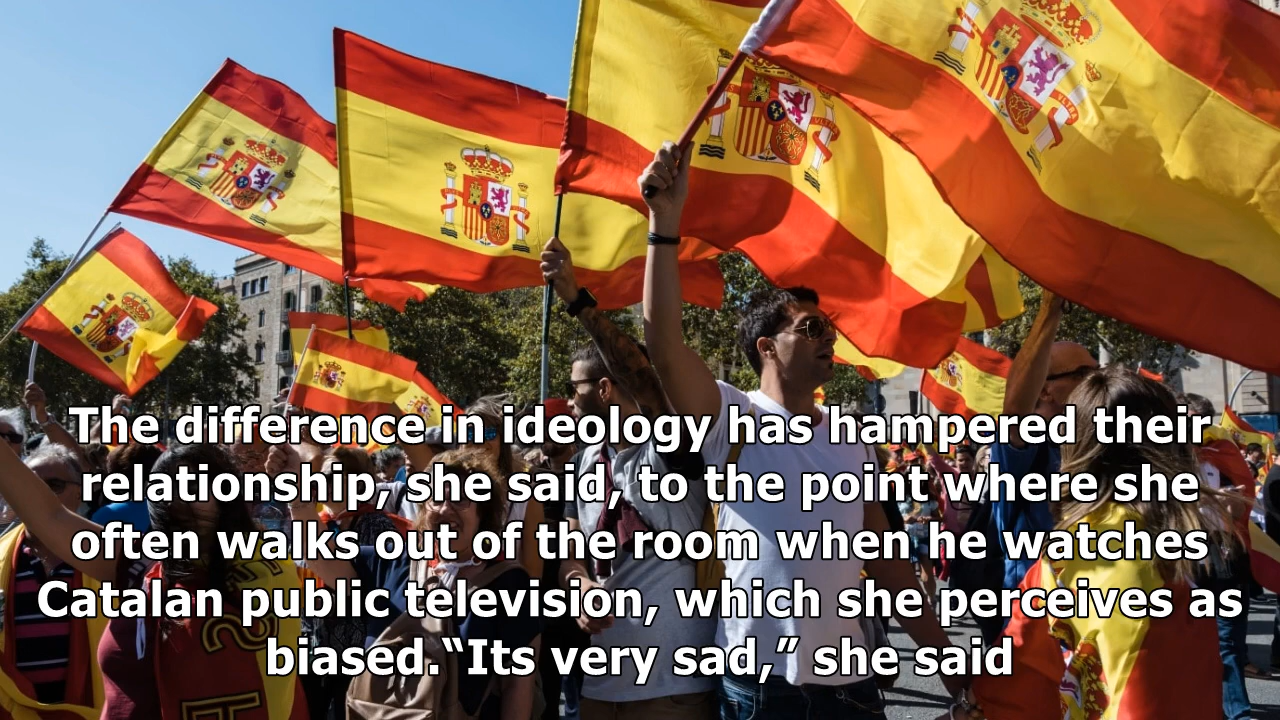 The difference in ideology has hampered their
relationship, she said, to the point where she
often walks out of the room when he watches
Catalan public television, which she perceives as
biased.“Its very sad,” she said